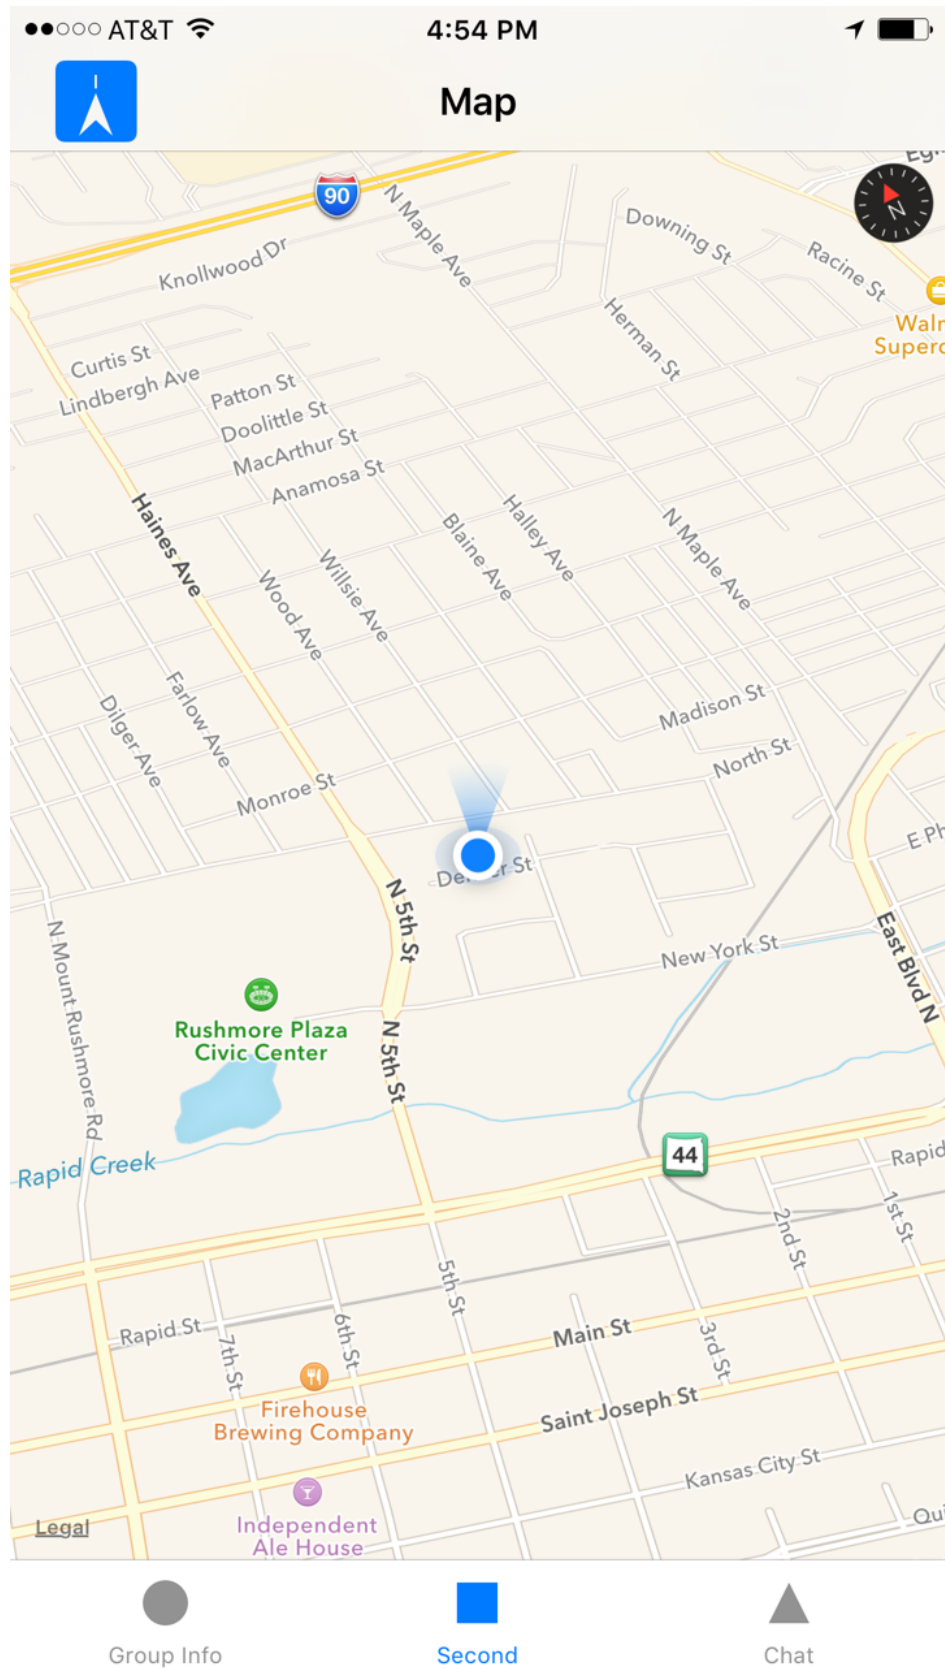 AT&T
4:54 PM
Map
90
N Maple Ave
Downing St
Racine St
Knollwood Dr
Herman St
Curtis St
Lindbergh Ave
Patton St
Doolittle St
MacArthur St
Anamosa St
N
Haines Ave
Wood Ave
Willsie Ave
Blaine Ave
Halley Ave
N Maple Ave
Dilger Ave
Farlow Ave
Madison St
North St
Monroe St
N 5th St
New York St
East Blvd N
N Mount Rushmore Rd
Rushmore Plaza
Civic Center
N 5th St
Rapid Creek
44
Rapid
1st St
2nd St
5th St
Rapid St
6th St
7th St
Main St
3rd St
Firehouse
Brewing Company
Saint Joseph St
Kansas City St
Legal
Independent
Ale House
Group Info
Second
Chat